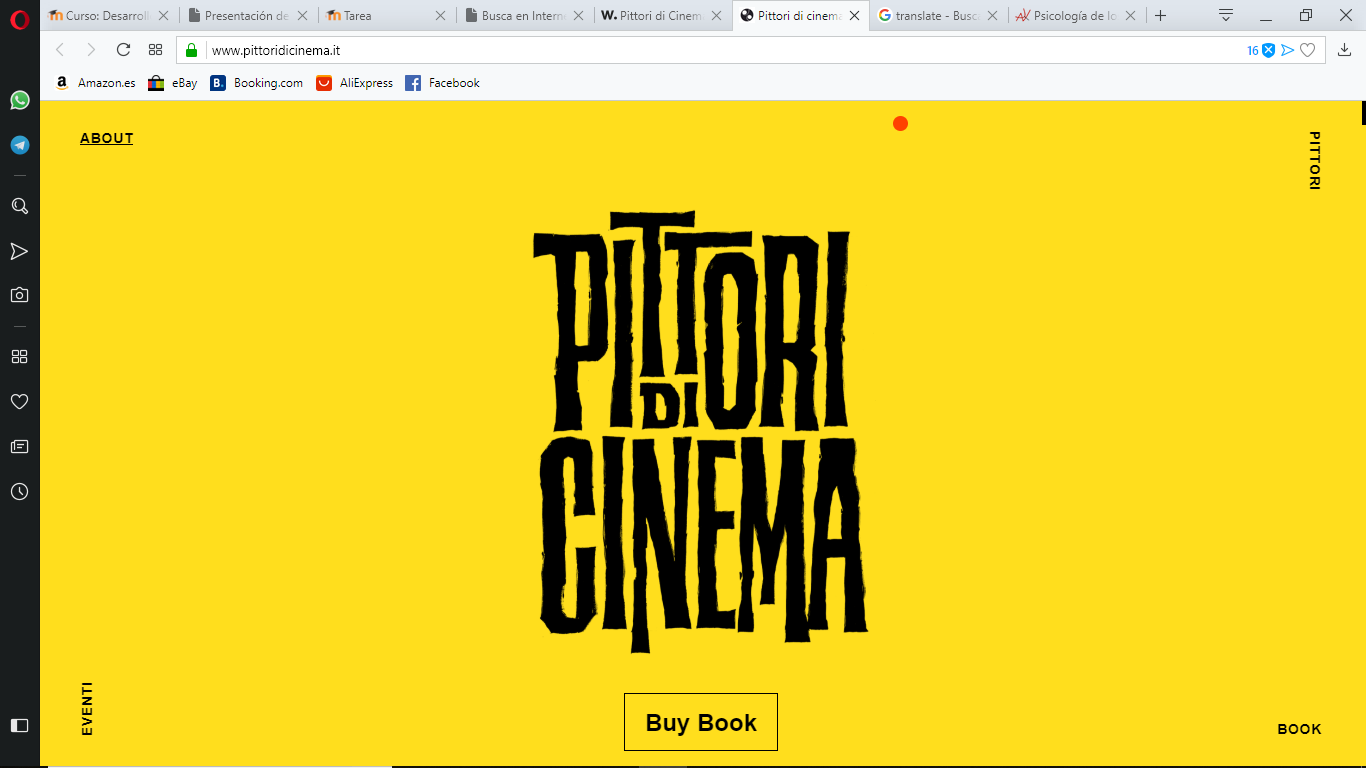 Curso: Desarroll
Presentación de
Tarea
Busca en Intern
Pittori di Cinem
Pittori di cinema
translate - Busc
Psicología de lo
www.pittoridicinema.it
16
Amazon.es
eBay
Booking.com
AliExpress
Facebook
ABOUT
PITTORI
PITTORI
DI
CINEMA
EVENTI
Buy Book
BOOK